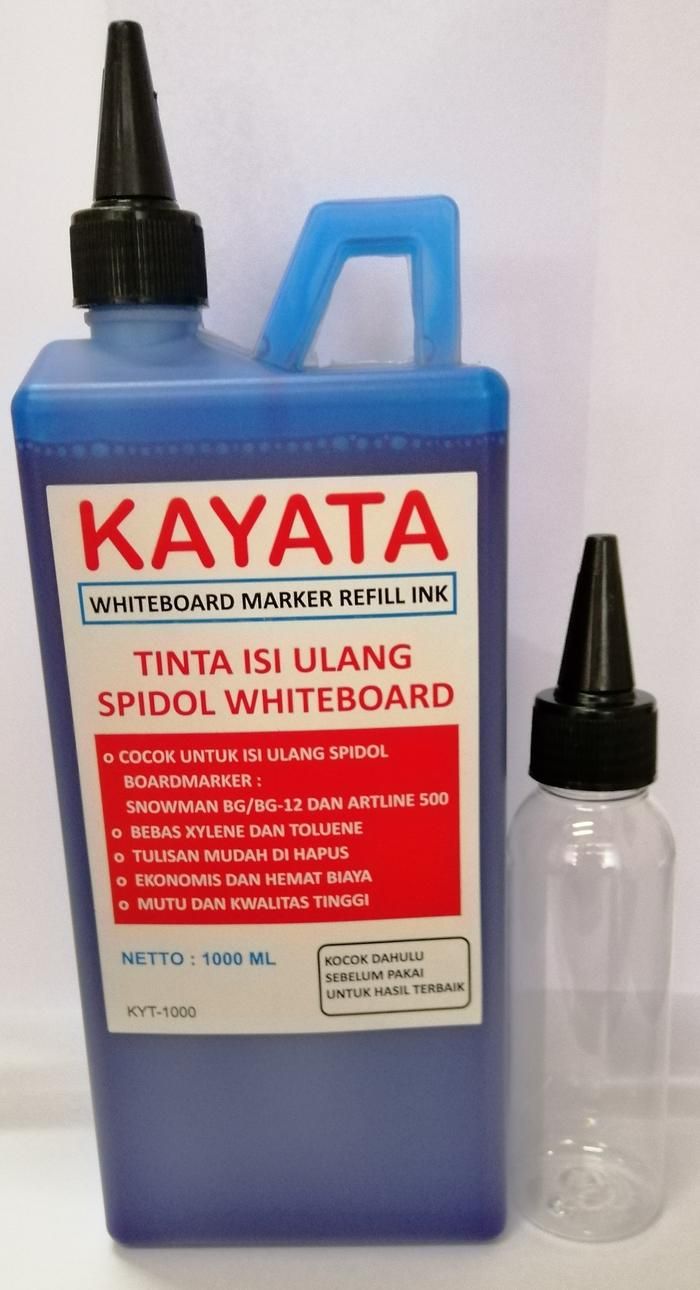 KAYATA
WHITEBOARD MARKER REFILL INK
TINTA ISI ULANG
SPIDOL WHITEBOARD
o COCOK UNTUK ISI ULANG SPIDOL
BOARDMARKER :
SNOWMAN BG/BG-12 DAN ARTLINE 500
o BEBAS XYLENE DAN TOLUENE
o TULISAN MUDAH DI HAPUS
o EKONOMIS DAN HEMAT BIAYA
o MUTU DAN KWALITAS TINGGI
NETTO : 1000 ML
KYT-1000
KOCOK DAHULU
SEBELUM PAKAI
UNTUK HASIL TERBAIK